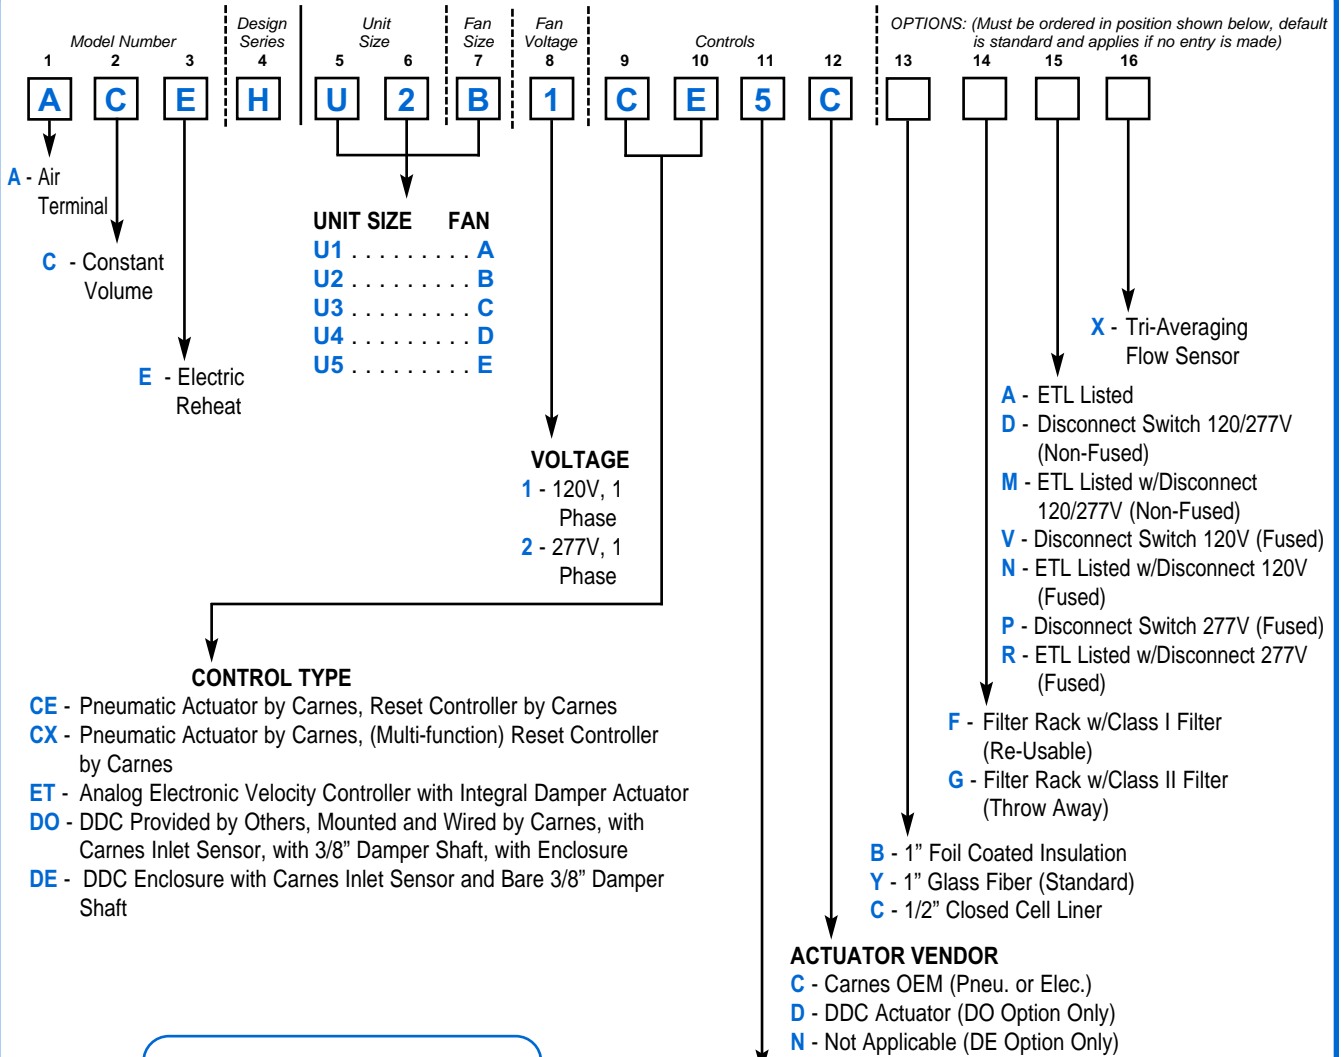 Model Number
Design Series
Unit Size
Fan Size
Fan Voltage
Controls
OPTIONS: (Must be ordered in position shown below, default
is standard and applies if no entry is made)
1 2 3 4 5 6 7 8 9 10 11 12 13 14 15 16
A C E H U 2 B 1 C E 5 C
A - Air
Terminal
C - Constant
Volume
E - Electric
Reheat
UNIT SIZE FAN
U1 . . . . . . . . . A
U2 . . . . . . . . . B
U3 . . . . . . . . . C
U4 . . . . . . . . . D
U5 . . . . . . . . . E
VOLTAGE
1 - 120V, 1
Phase
2 - 277V, 1
Phase
X - Tri-Averaging
Flow Sensor
A - ETL Listed
D - Disconnect Switch 120/277V
(Non-Fused)
M - ETL Listed w/Disconnect
120/277V (Non-Fused)
V - Disconnect Switch 120V (Fused)
N - ETL Listed w/Disconnect 120V
(Fused)
P - Disconnect Switch 277V (Fused)
R - ETL Listed w/Disconnect 277V
(Fused)
CONTROL TYPE
CE - Pneumatic Actuator by Carnes, Reset Controller by Carnes
CX - Pneumatic Actuator by Carnes, (Multi-function) Reset Controller
by Carnes
ET - Analog Electronic Velocity Controller with Integral Damper Actuator
DO - DDC Provided by Others, Mounted and Wired by Carnes, with
Carnes Inlet Sensor, with 3/8” Damper Shaft, with Enclosure
DE - DDC Enclosure with Carnes Inlet Sensor and Bare 3/8” Damper
Shaft
F - Filter Rack w/Class I Filter
(Re-Usable)
G - Filter Rack w/Class II Filter
(Throw Away)
B - 1” Foil Coated Insulation
Y - 1” Glass Fiber (Standard)
C - 1/2” Closed Cell Liner
ACTUATOR VENDOR
C - Carnes OEM (Pneu. or Elec.)
D - DDC Actuator (DO Option Only)
N - Not Applicable (DE Option Only)